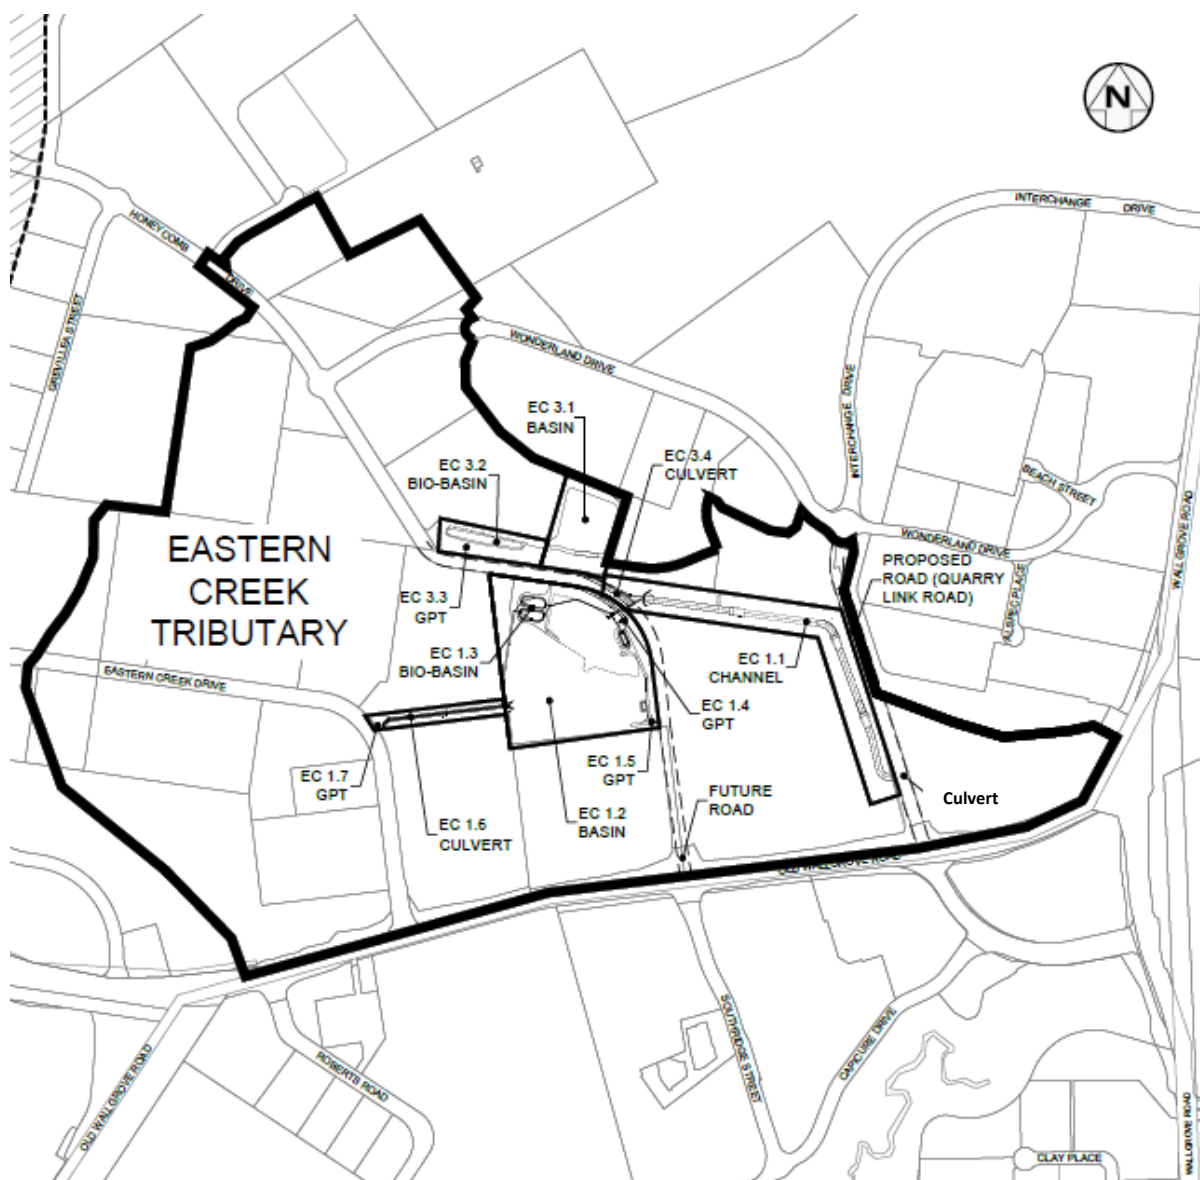 N
INTERCHANGE DRIVE
HONEYCOMB
DRIVE
GREVILLEA STREET
WONDERLAND DRIVE
INTERCHANGE DRIVE
EC 3.1
BASIN
EC 3.4
CULVERT
EC 3.2
BIO-BASIN
BEACH STREET
WALLGROVE ROAD
WONDERLAND DRIVE
EASTERN
CREEK
TRIBUTARY
PROPOSED
ROAD (QUARRY
LINK ROAD)
ALSPEC PLACE
EC 3.3
GPT
EC 1.3
BIO-BASIN
EC 1.1
CHANNEL
EASTERN CREEK DRIVE
EC 1.4
GPT
EC 1.5
GPT
EC 1.7
GPT
FUTURE
ROAD
Culvert
EC 1.6
CULVERT
EC 1.2
BASIN
OLD WALLGROVE ROAD
SOUTHRIDGE STREET
CAPICURE DRIVE
ROBERTS ROAD
OLD WALLGROVE ROAD
WALLGROVE ROAD
CLAY PLACE